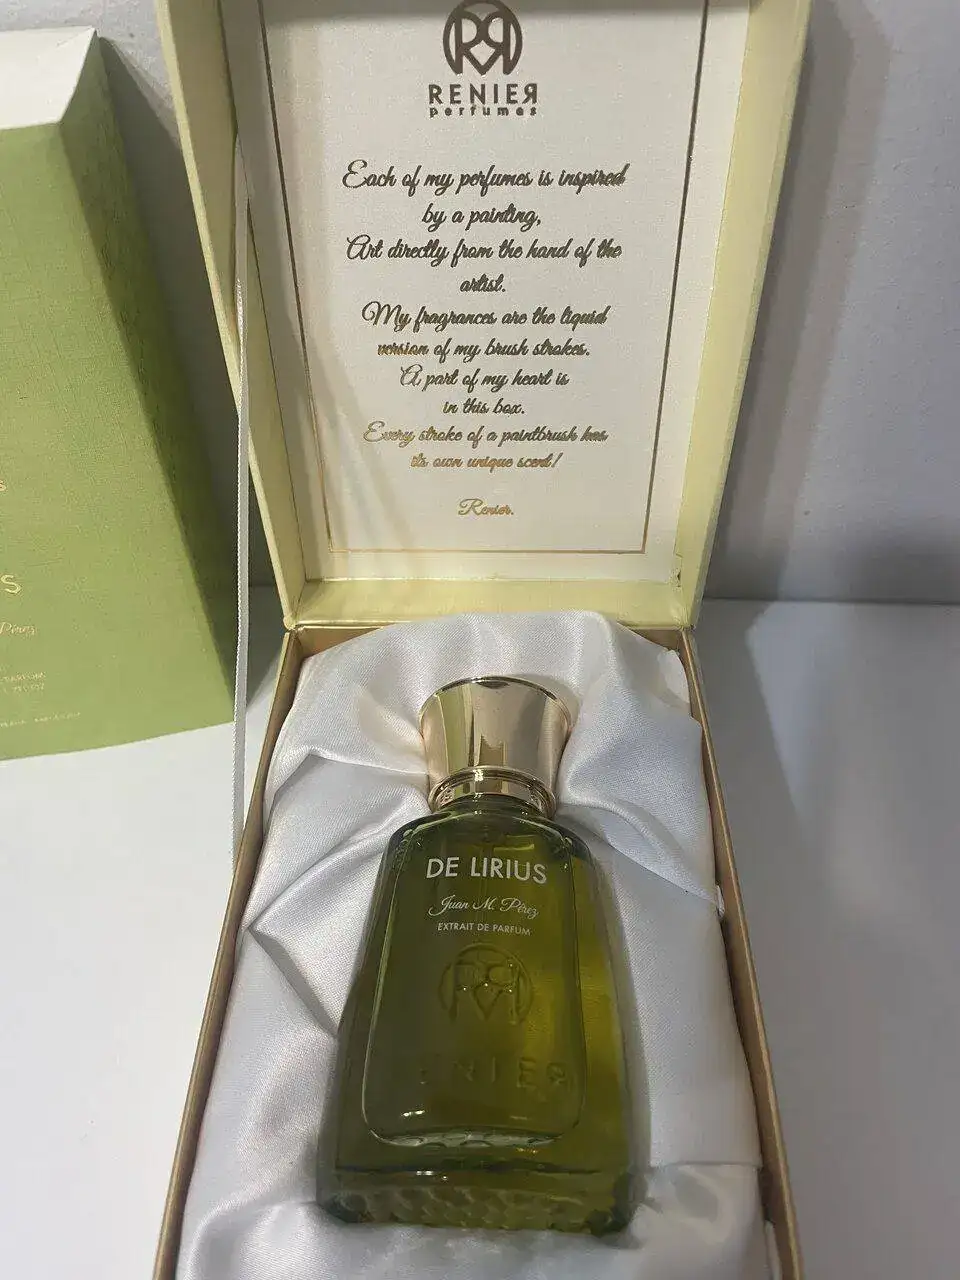 RENIER
perfumes
Each of my perfumes is inspired
by a painting,
Art directly from the hand of the
artist.
My fragrances are the liquid
version of my brush strokes.
A part of my heart is
in this box.
Every stroke of a paintbrush has
its own unique scent!
Renier.
S
Pérez
PARFUM
DE LIRIUS
Juan M. Pérez
EXTRAIT DE PARFUM
RENIER